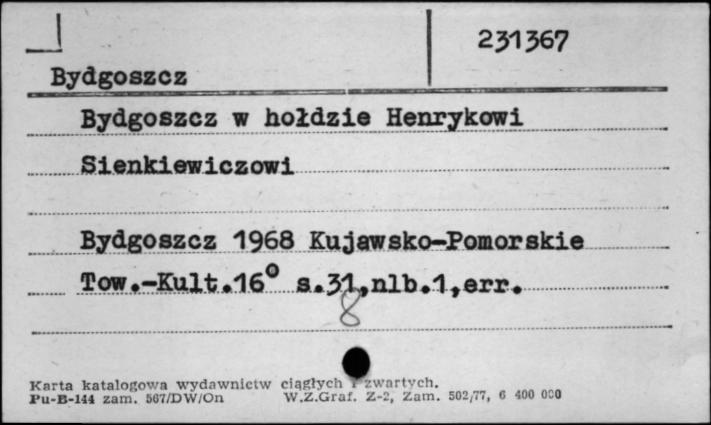 231367
Bydgoszcz
Bydgoszcz w hołdzie Henrykowi
Sienkiewiczowi
Bydgoszcz 1968 Kujawsko-Pomorskie
Tow.-Kult.16° s.31,nlb.1,err.
8
Karta katalogowa wydawnictw ciągłych i zwartych.
Pu-B-144 zam. 567/DW/On W.Z.Graf. Z-2, Zam. 502/77, 6 400 000